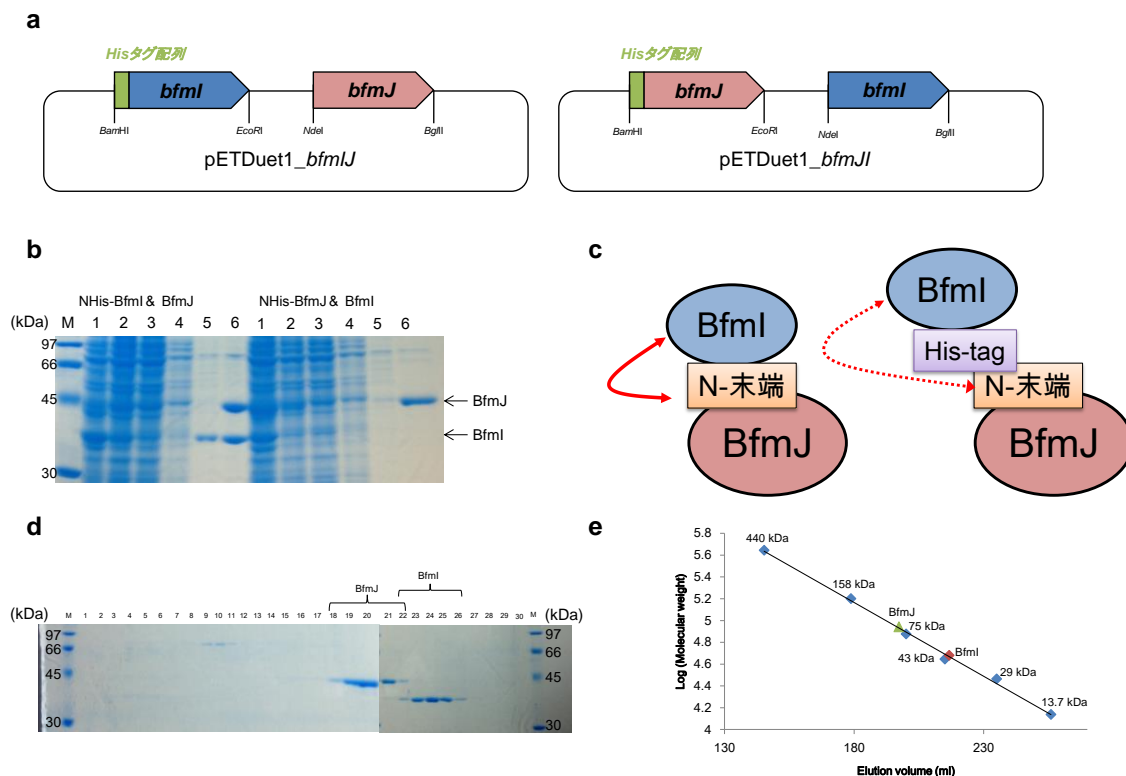 a
Hisタグ配列
Hisタグ配列
bfmI
bfmJ
bfmJ
bfmI
BamHI
EcoRI
NdeI
BglII
BamHI
EcoRI
NdeI
BglII
pETDuet1_bfmIJ
pETDuet1_bfmJI
b
NHis-BfmI & BfmJ
NHis-BfmJ & BfmI
(kDa) M 1 2 3 4 5 6 1 2 3 4 5 6
97
66
45
30
BfmJ
BfmI
c
BfmI
N-末端
BfmJ
BfmI
His-tag
N-末端
BfmJ
d
BfmJ
BfmI
(kDa) M 1 2 3 4 5 6 7 8 9 10 11 12 13 14 15 16 17 18 19 20 21 22 23 24 25 26 27 28 29 30 M (kDa)
97
66
45
30
97
66
45
30
e
Log (Molecular weight)
5.8
5.6
5.4
5.2
5
4.8
4.6
4.4
4.2
4
440 kDa
158 kDa
BfmJ
75 kDa
43 kDa
BfmI
29 kDa
13.7 kDa
130
180
230
Elution volume (ml)